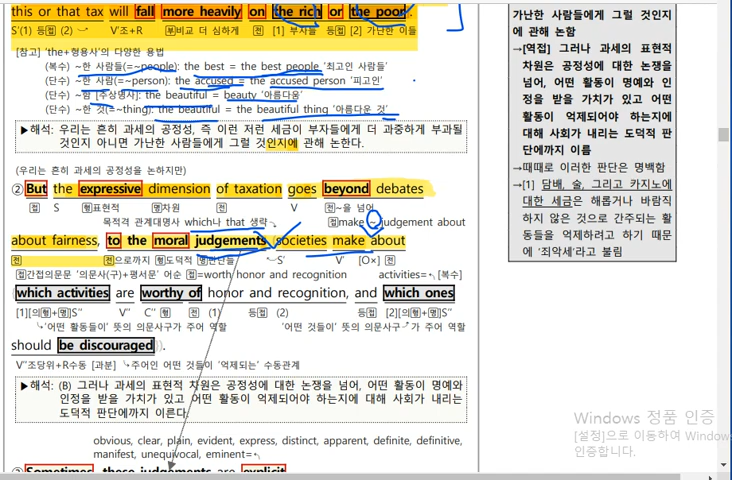 this or that tax will fall more heavily on the rich or the poor.
S'(1) 등[접] (2) V'조+R [부]비교 더 심하게 [전] [1] 부자들 등[접] [2] 가난한 이들
[참고] 'the+형용사'의 다양한 용법
(복수) ~한 사람들(=~people): the best = the best people '최고인 사람들'
(단수) ~한 사람(=~person): the accused = the accused person '피고인'
(단수) ~함 [추상명사]: the beautiful = beauty '아름다움'
(단수) ~한 것(=~thing): the beautiful = the beautiful thing '아름다운 것'
▶해석: 우리는 흔히 과세의 공정성, 즉 이런 저런 세금이 부자들에게 더 과중하게 부과될
것인지 아니면 가난한 사람들에게 그럴 것인지에 관해 논한다.
(우리는 흔히 과세의 공정성을 논하지만)
② But the expressive dimension of taxation goes beyond debates
[접] S [형]표현적 [명]차원 [전] V [전]~을 넘어
목적격 관계대명사 which나 that 생략 [접]make ~ judgement about
about fairness, to the moral judgements (societies make about
[전] [전]으로까지 [형]도덕적 [명]판단들 S' V' [O×] [전]
[접]간접의문문 '의문사(구)+평서문' 어순 [접]=worth honor and recognition activities= [복수]
(which activities are worthy of honor and recognition, and which ones
[1][의[형]+[명]S'' V'' C'' [형] [전] (1) 등[접] (2) 등[접] [2][의[형]+[명]S''
'어떤 활동들이' 뜻의 의문사구가 주어 역할 '어떤 것들이' 뜻의 의문사구가 주어 역할
should be discouraged)).
V''조당위+R수동 [과분] 주어인 어떤 것들이 '억제되는' 수동관계
▶해석: (B) 그러나 과세의 표현적 차원은 공정성에 대한 논쟁을 넘어, 어떤 활동이 명예와
인정을 받을 가치가 있고 어떤 활동이 억제되어야 하는지에 대해 사회가 내리는
도덕적 판단에까지 이른다.
obvious, clear, plain, evident, express, distinct, apparent, definite, definitive,
manifest, unequivocal, eminent=
③ Sometimes, these judgements are explicit.
가난한 사람들에게 그럴 것인지
에 관해 논함
→[역접] 그러나 과세의 표현적
차원은 공정성에 대한 논쟁을
넘어, 어떤 활동이 명예와 인
정을 받을 가치가 있고 어떤
활동이 억제되어야 하는지에
대해 사회가 내리는 도덕적 판
단에까지 이름
→때때로 이러한 판단은 명백함
→[1] 담배, 술, 그리고 카지노에
대한 세금은 해롭거나 바람직
하지 않은 것으로 간주되는 활
동들을 억제하려고 하기 때문
에 '죄악세'라고 불림
Windows 정품 인증
[설정]으로 이동하여 Windows
인증합니다.